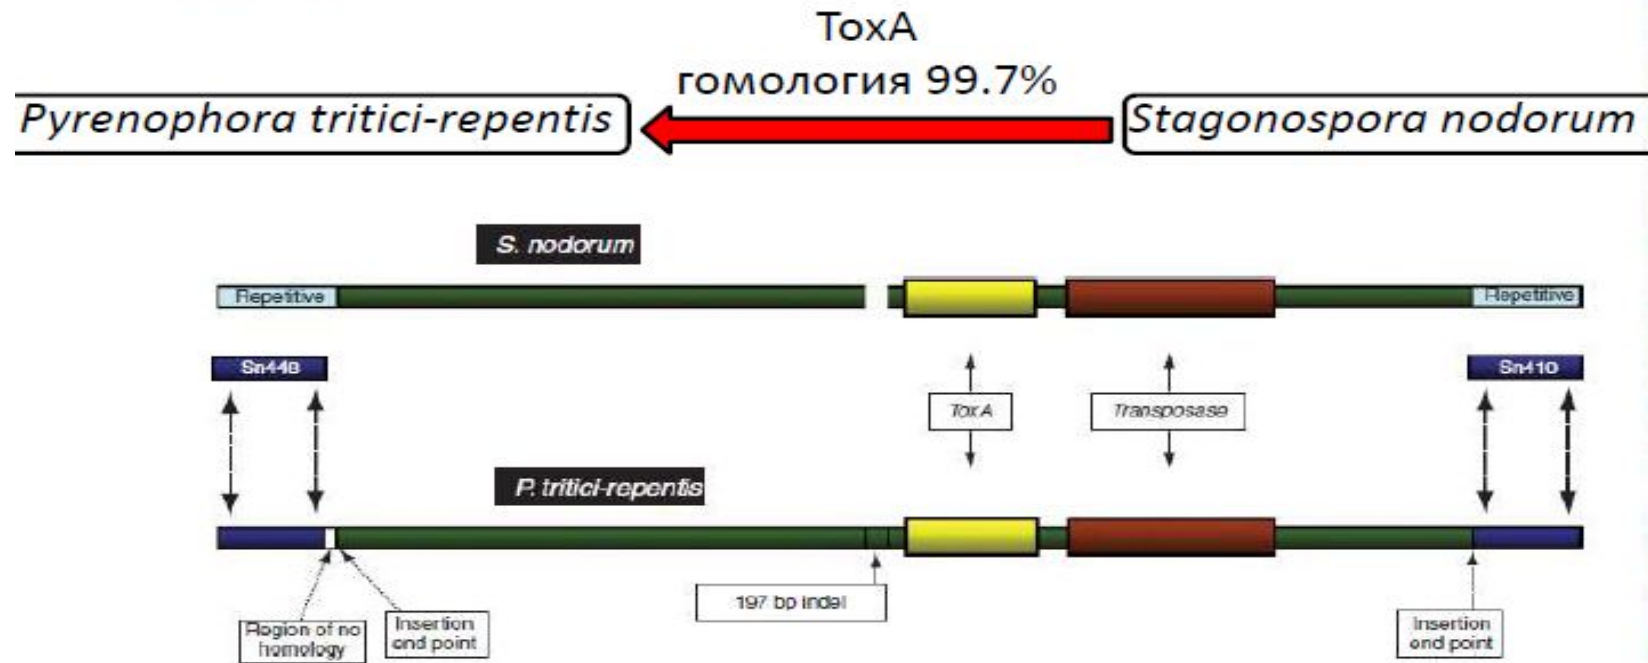 ToxA
гомология 99.7%
Pyrenophora tritici-repentis
Stagonospora nodorum
S. nodorum
Repetitive
Repetitive
Sn448
Sn410
ToxA
Transposase
P. tritici-repentis
197 bp indel
Region of no
homology
Insertion
end point
Insertion
end point